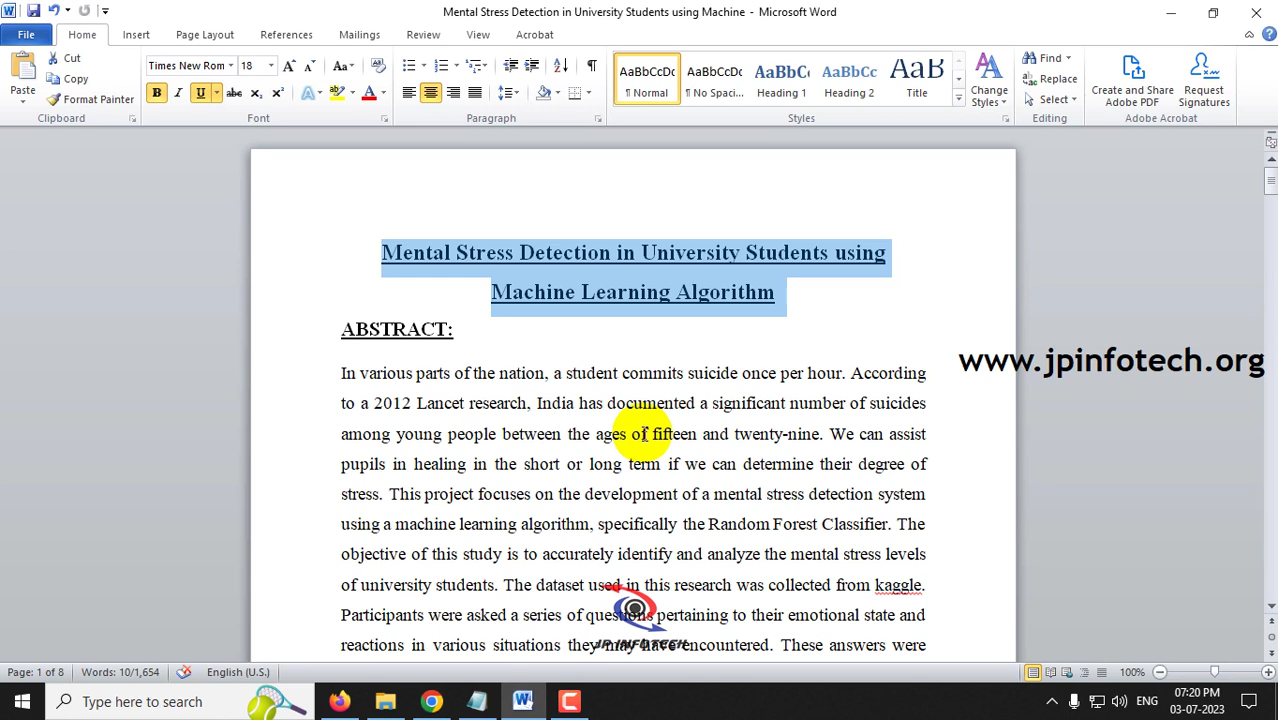 Mental Stress Detection in University Students using Machine - Microsoft Word
File Home Insert Page Layout References Mailings Review View Acrobat
Cut
Copy
Format Painter
Paste
Times New Rom 18
AaBbCcDc AaBbCcDc AaBbCc AaBbCc AaB
¶ Normal ¶ No Spaci... Heading 1 Heading 2 Title
Change Styles
Find
Replace
Select
Create and Share Adobe PDF
Request Signatures
Clipboard Font Paragraph Styles Editing Adobe Acrobat
Mental Stress Detection in University Students using
Machine Learning Algorithm
ABSTRACT:
In various parts of the nation, a student commits suicide once per hour. According
to a 2012 Lancet research, India has documented a significant number of suicides
among young people between the ages of fifteen and twenty-nine. We can assist
pupils in healing in the short or long term if we can determine their degree of
stress. This project focuses on the development of a mental stress detection system
using a machine learning algorithm, specifically the Random Forest Classifier. The
objective of this study is to accurately identify and analyze the mental stress levels
of university students. The dataset used in this research was collected from kaggle.
Participants were asked a series of questions pertaining to their emotional state and
reactions in various situations they may have encountered. These answers were
www.jpinfotech.org
JP INFOTECH
Page: 1 of 8 Words: 10/1,654 English (U.S.) 100%
Type here to search
ENG
07:20 PM
03-07-2023